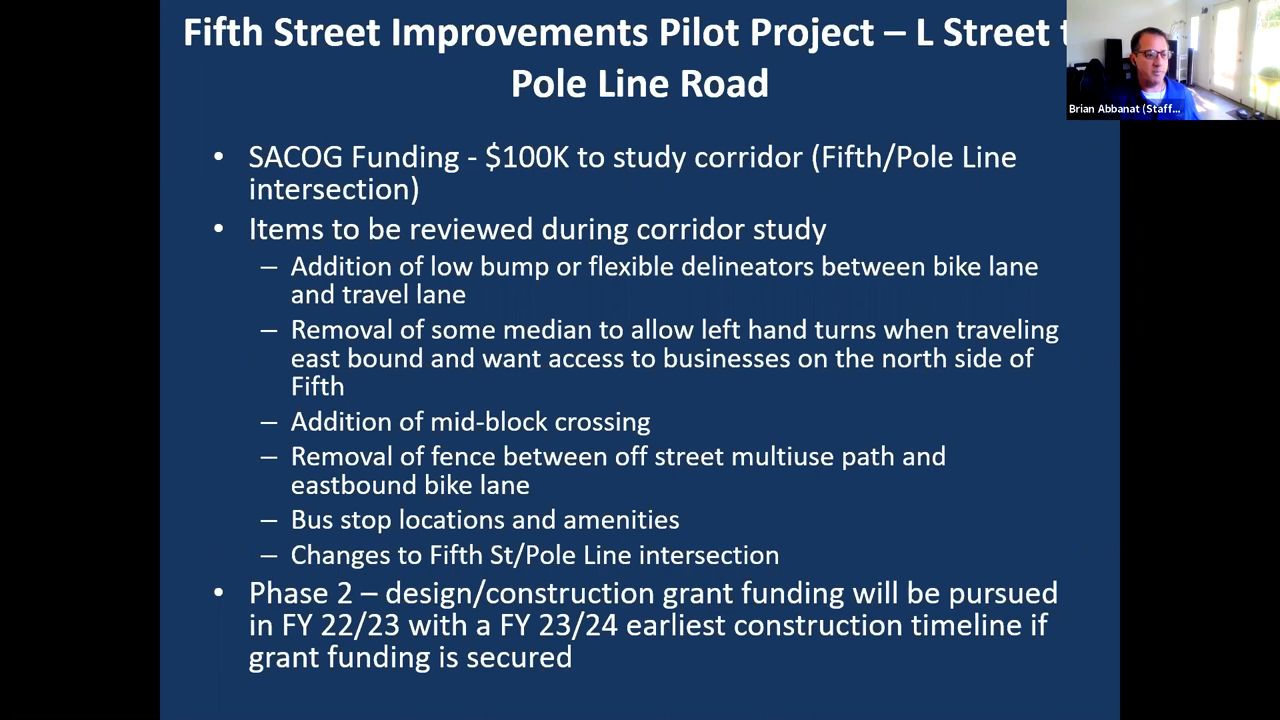 Fifth Street Improvements Pilot Project – L Street
Pole Line Road
Brian Abbanat (Staff...
• SACOG Funding - $100K to study corridor (Fifth/Pole Line
intersection)
• Items to be reviewed during corridor study
– Addition of low bump or flexible delineators between bike lane
and travel lane
– Removal of some median to allow left hand turns when traveling
east bound and want access to businesses on the north side of
Fifth
– Addition of mid-block crossing
– Removal of fence between off street multiuse path and
eastbound bike lane
– Bus stop locations and amenities
– Changes to Fifth St/Pole Line intersection
• Phase 2 – design/construction grant funding will be pursued
in FY 22/23 with a FY 23/24 earliest construction timeline if
grant funding is secured